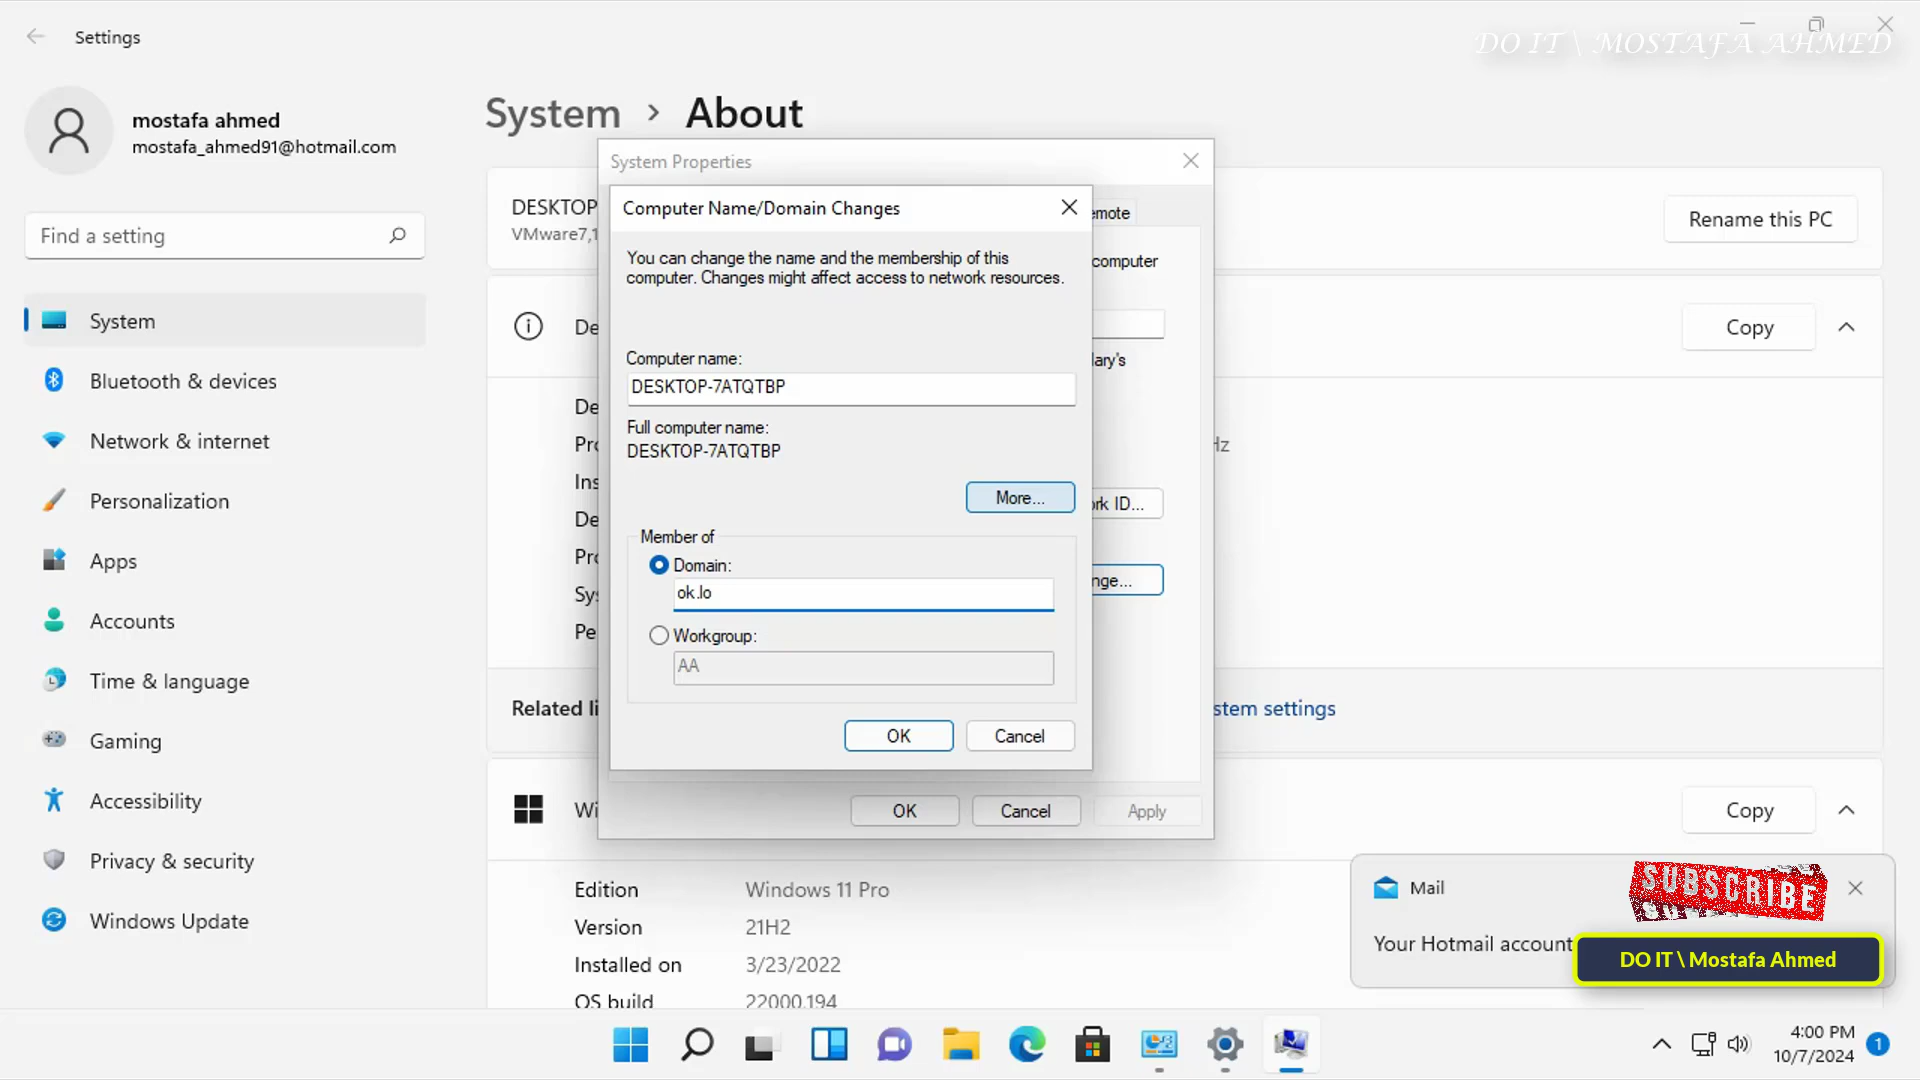 Settings
DO IT \ MOSTAFA AHMED
mostafa ahmed
mostafa_ahmed91@hotmail.com
Find a setting
System
Bluetooth & devices
Network & internet
Personalization
Apps
Accounts
Time & language
Gaming
Accessibility
Privacy & security
Windows Update
System > About
DESKTOP
VMware7,1
Rename this PC
De
Copy
De
Pro
Hz
Ins
De
Pro
Sys
Pe
Related li
stem settings
Wi
Copy
Edition Windows 11 Pro
Version 21H2
Installed on 3/23/2022
OS build 22000.194
System Properties
emote
computer
lary's
ork ID...
nge...
OK
Cancel
Apply
Computer Name/Domain Changes
You can change the name and the membership of this
computer. Changes might affect access to network resources.
Computer name:
DESKTOP-7ATQTBP
Full computer name:
DESKTOP-7ATQTBP
More...
Member of
Domain:
ok.lo
Workgroup:
AA
OK
Cancel
Mail
SUBSCRIBE
Your Hotmail account
DO IT \ Mostafa Ahmed
4:00 PM
10/7/2024
1